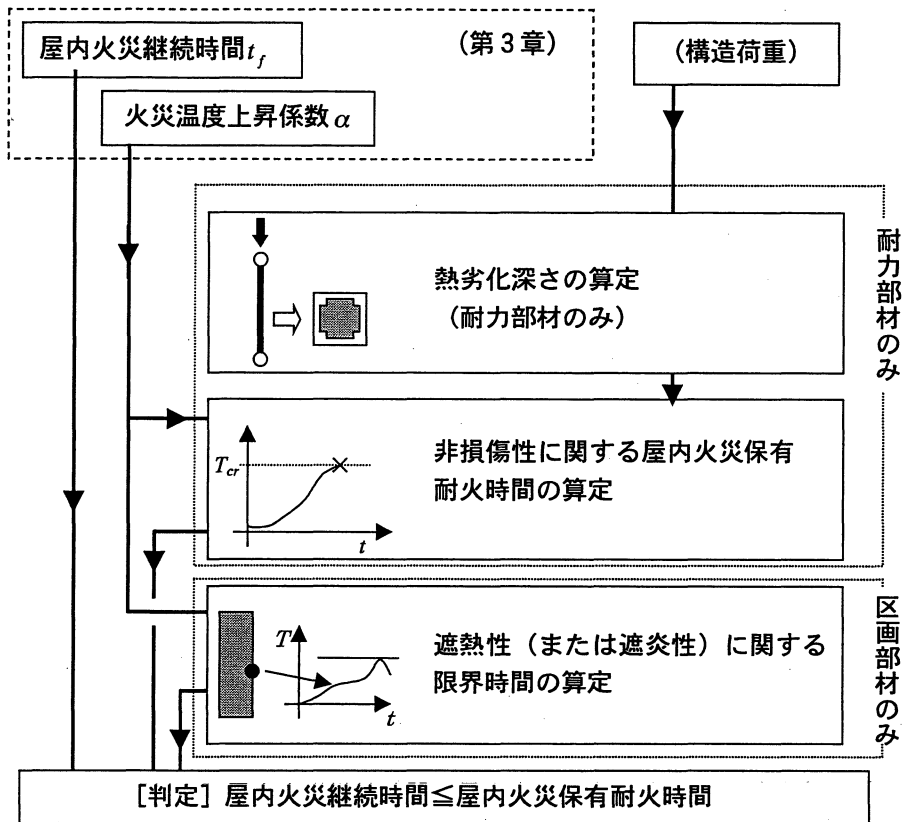 屋内火災継続時間t_f
(第3章)
(構造荷重)
火災温度上昇係数α
熱劣化深さの算定
(耐力部材のみ)
耐力部材のみ
非損傷性に関する屋内火災保有
耐火時間の算定
T_cr
t
遮熱性(または遮炎性)に関する
限界時間の算定
T
t
区画部材のみ
[判定]屋内火災継続時間≦屋内火災保有耐火時間